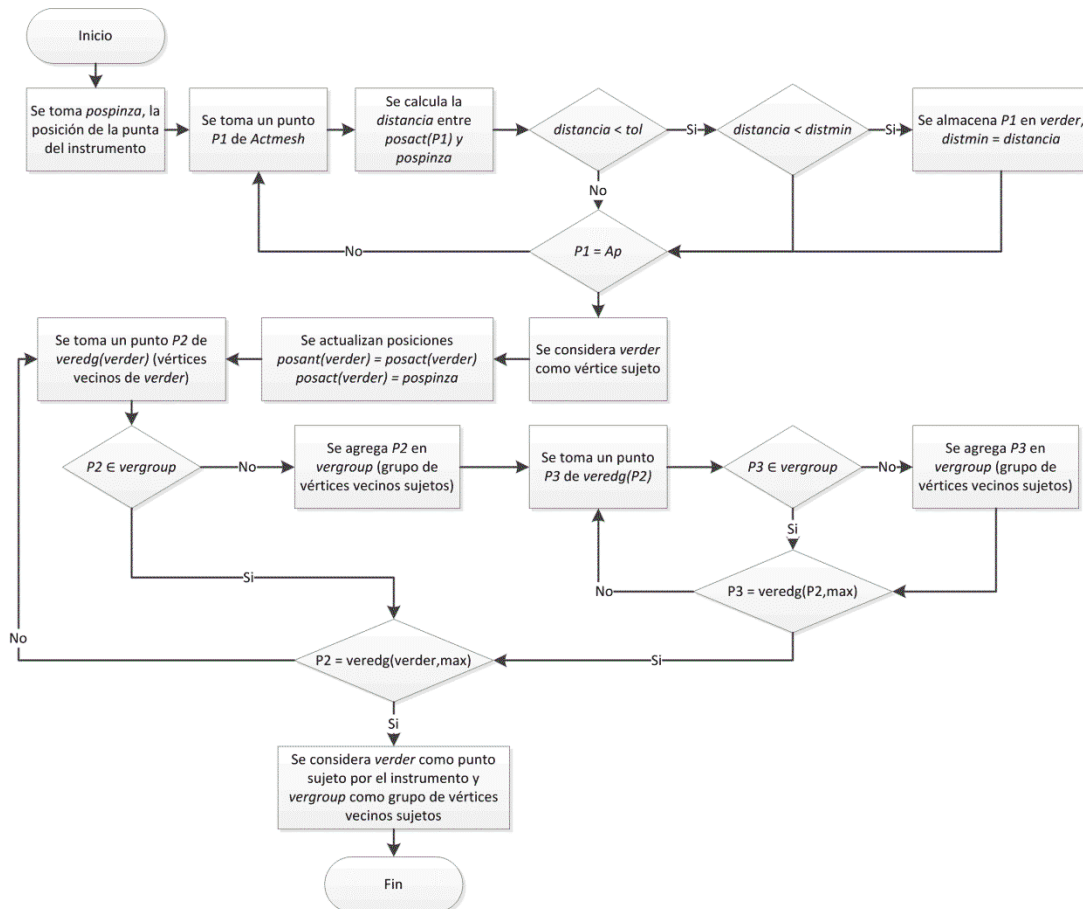 Inicio
Se toma pospinza, la
posición de la punta
del instrumento
Se toma un punto
P1 de Actmesh
Se calcula la
distancia entre
posact(P1) y
pospinza
distancia < tol
Si
distancia < distmin
Si
Se almacena P1 en verder,
distmin = distancia
No
P1 = Ap
No
Se considera verder
como vértice sujeto
Se actualizan posiciones
posant(verder) = posact(verder)
posact(verder) = pospinza
Se toma un punto P2 de
veredg(verder) (vértices
vecinos de verder)
P2 ∈ vergroup
No
Se agrega P2 en
vergroup (grupo de
vértices vecinos sujetos)
Se toma un punto
P3 de veredg(P2)
P3 ∈ vergroup
No
Se agrega P3 en
vergroup (grupo de
vértices vecinos sujetos)
Si
P3 = veredg(P2,max)
No
Si
Si
P2 = veredg(verder,max)
No
Si
Se considera verder como punto
sujeto por el instrumento y
vergroup como grupo de vértices
vecinos sujetos
Fin